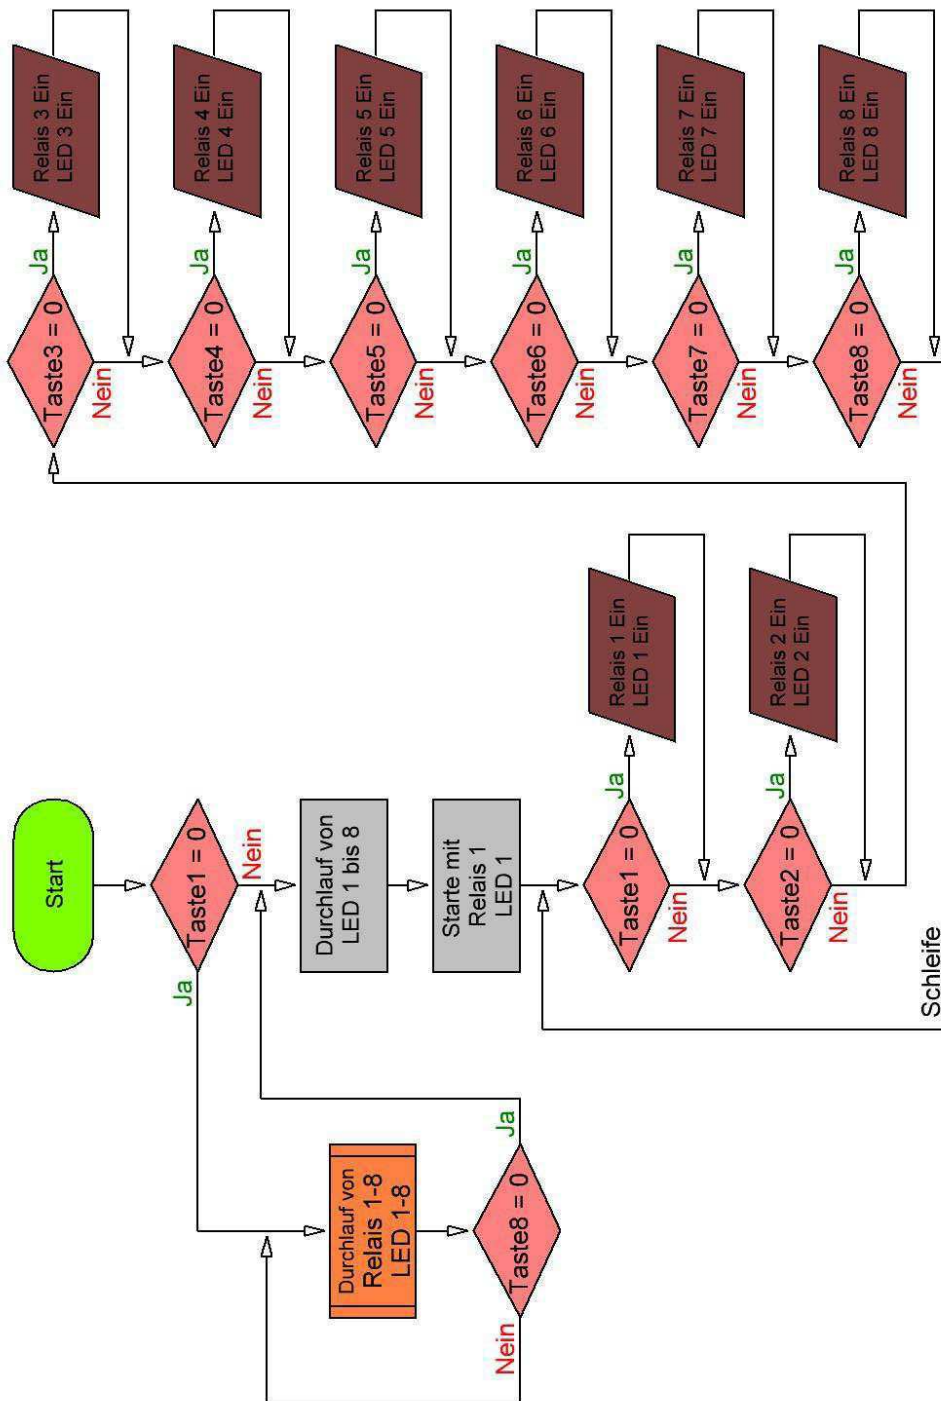 Start
Taste1 = 0
Ja
Nein
Durchlauf von
Relais 1-8
LED 1-8
Taste8 = 0
Ja
Nein
Durchlauf von
LED 1 bis 8
Starte mit
Relais 1
LED 1
Schleife
Taste1 = 0
Ja
Nein
Relais 1 Ein
LED 1 Ein
Taste2 = 0
Ja
Nein
Relais 2 Ein
LED 2 Ein
Taste3 = 0
Ja
Nein
Relais 3 Ein
LED 3 Ein
Taste4 = 0
Ja
Nein
Relais 4 Ein
LED 4 Ein
Taste5 = 0
Ja
Nein
Relais 5 Ein
LED 5 Ein
Taste6 = 0
Ja
Nein
Relais 6 Ein
LED 6 Ein
Taste7 = 0
Ja
Nein
Relais 7 Ein
LED 7 Ein
Taste8 = 0
Ja
Nein
Relais 8 Ein
LED 8 Ein